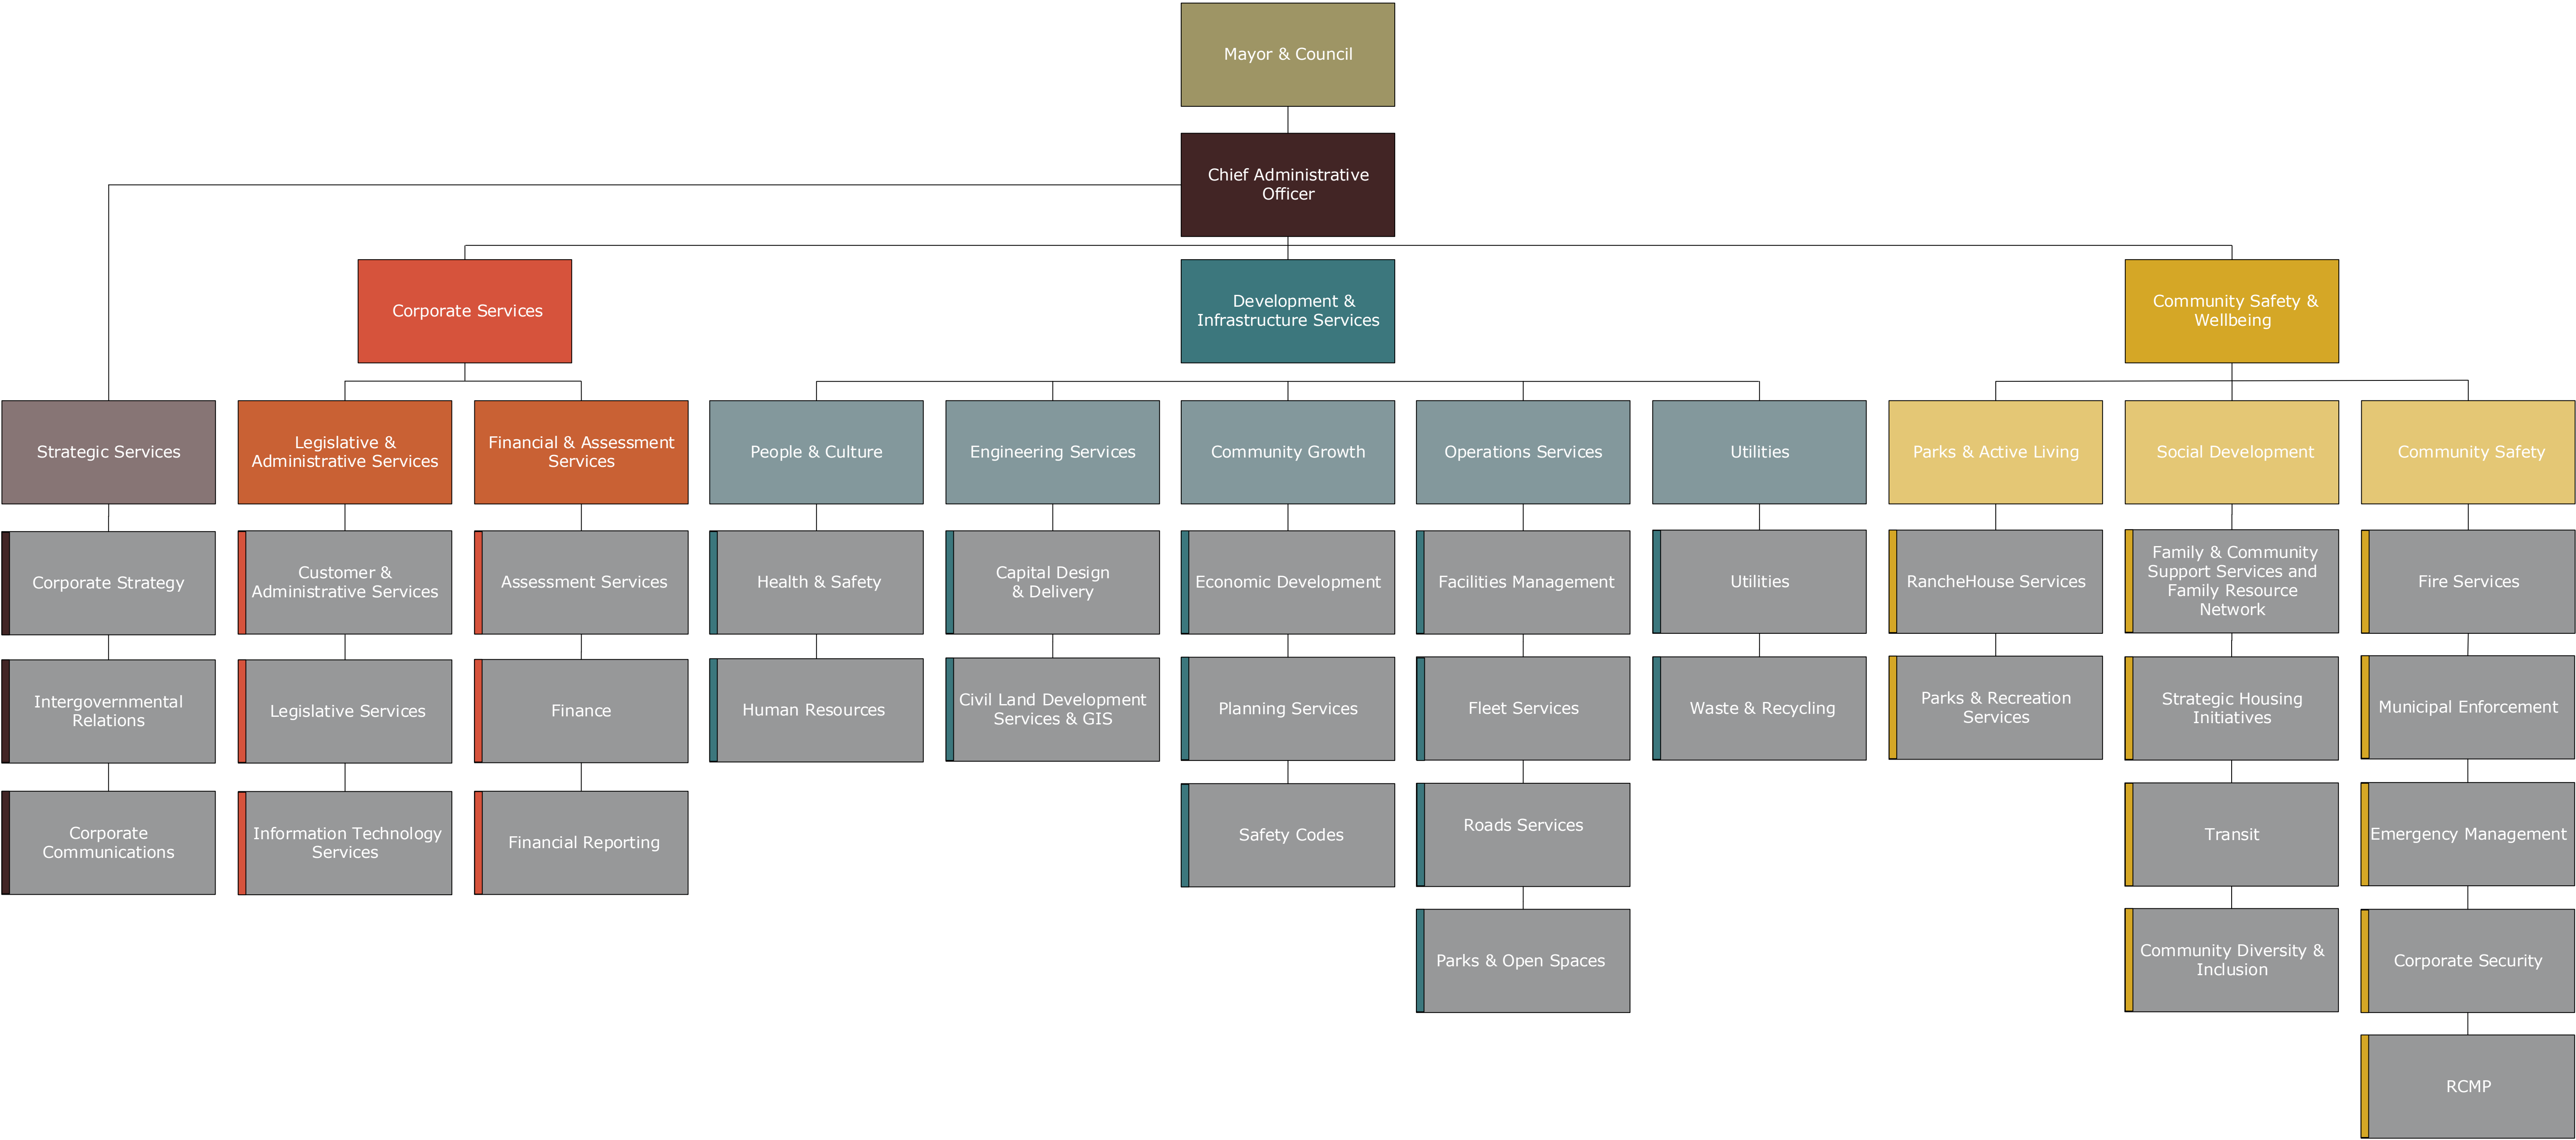 Mayor & Council
Chief Administrative
Officer
Corporate Services
Development &
Infrastructure Services
Community Safety &
Wellbeing
Strategic Services
Legislative &
Administrative Services
Financial & Assessment
Services
People & Culture
Engineering Services
Community Growth
Operations Services
Utilities
Parks & Active Living
Social Development
Community Safety
Corporate Strategy
Customer &
Administrative Services
Assessment Services
Health & Safety
Capital Design
& Delivery
Economic Development
Facilities Management
Utilities
RancheHouse Services
Family & Community
Support Services and
Family Resource
Network
Fire Services
Intergovernmental
Relations
Legislative Services
Finance
Human Resources
Civil Land Development
Services & GIS
Planning Services
Fleet Services
Waste & Recycling
Parks & Recreation
Services
Strategic Housing
Initiatives
Municipal Enforcement
Corporate
Communications
Information Technology
Services
Financial Reporting
Safety Codes
Roads Services
Transit
Emergency Management
Parks & Open Spaces
Community Diversity &
Inclusion
Corporate Security
RCMP